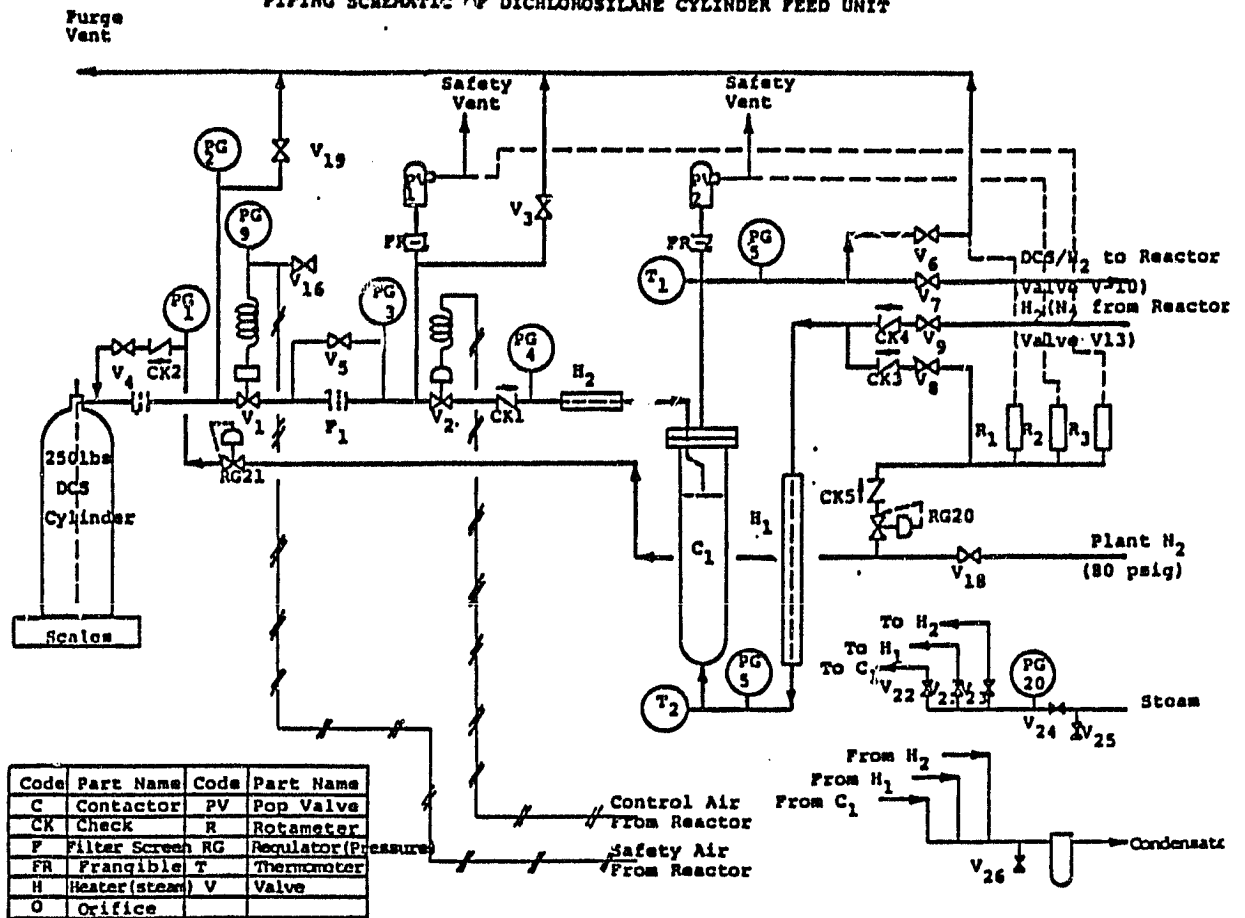 PIPING SCHEMATIC OF DICHLOROSILANE CYLINDER FEED UNIT
Purge
Vent
Safety
Vent
Safety
Vent
PG
2
V19
PV
1
PV
2
PG
9
V3
FR
FR
PG
5
V6
DCS/H2 to Reactor
V16
T1
(Valve V-10)
PG
1
PG
3
V7
H2(N2 from Reactor
V5
PG
4
CK4
V9
(Valve V13)
V4
CK2
H2
CK3
V8
V1
F1
V2
CK1
R1
R2
R3
250lbs
DCS
Cylinder
RG21
CK5
RG20
H1
C1
Plant N2
(80 psig)
V18
Scales
To H2
To H1
To C1
PG
5
PG
20
V22
V23
Steam
T2
V24
V25
From H2
From H1
From C1
Condensate
V26
Control Air
From Reactor
Safety Air
From Reactor
Code Part Name Code Part Name
C Contactor PV Pop Valve
CK Check R Rotameter
F Filter Screen RG Regulator(Pressure)
FR Frangible T Thermometer
H Heater(steam) V Valve
O Orifice